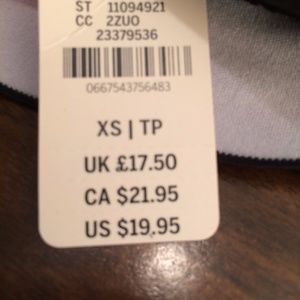 ST 11094921
CC 2ZUO
23379536
0667543756483
XS | TP
UK £17.50
CA $21.95
US $19.95